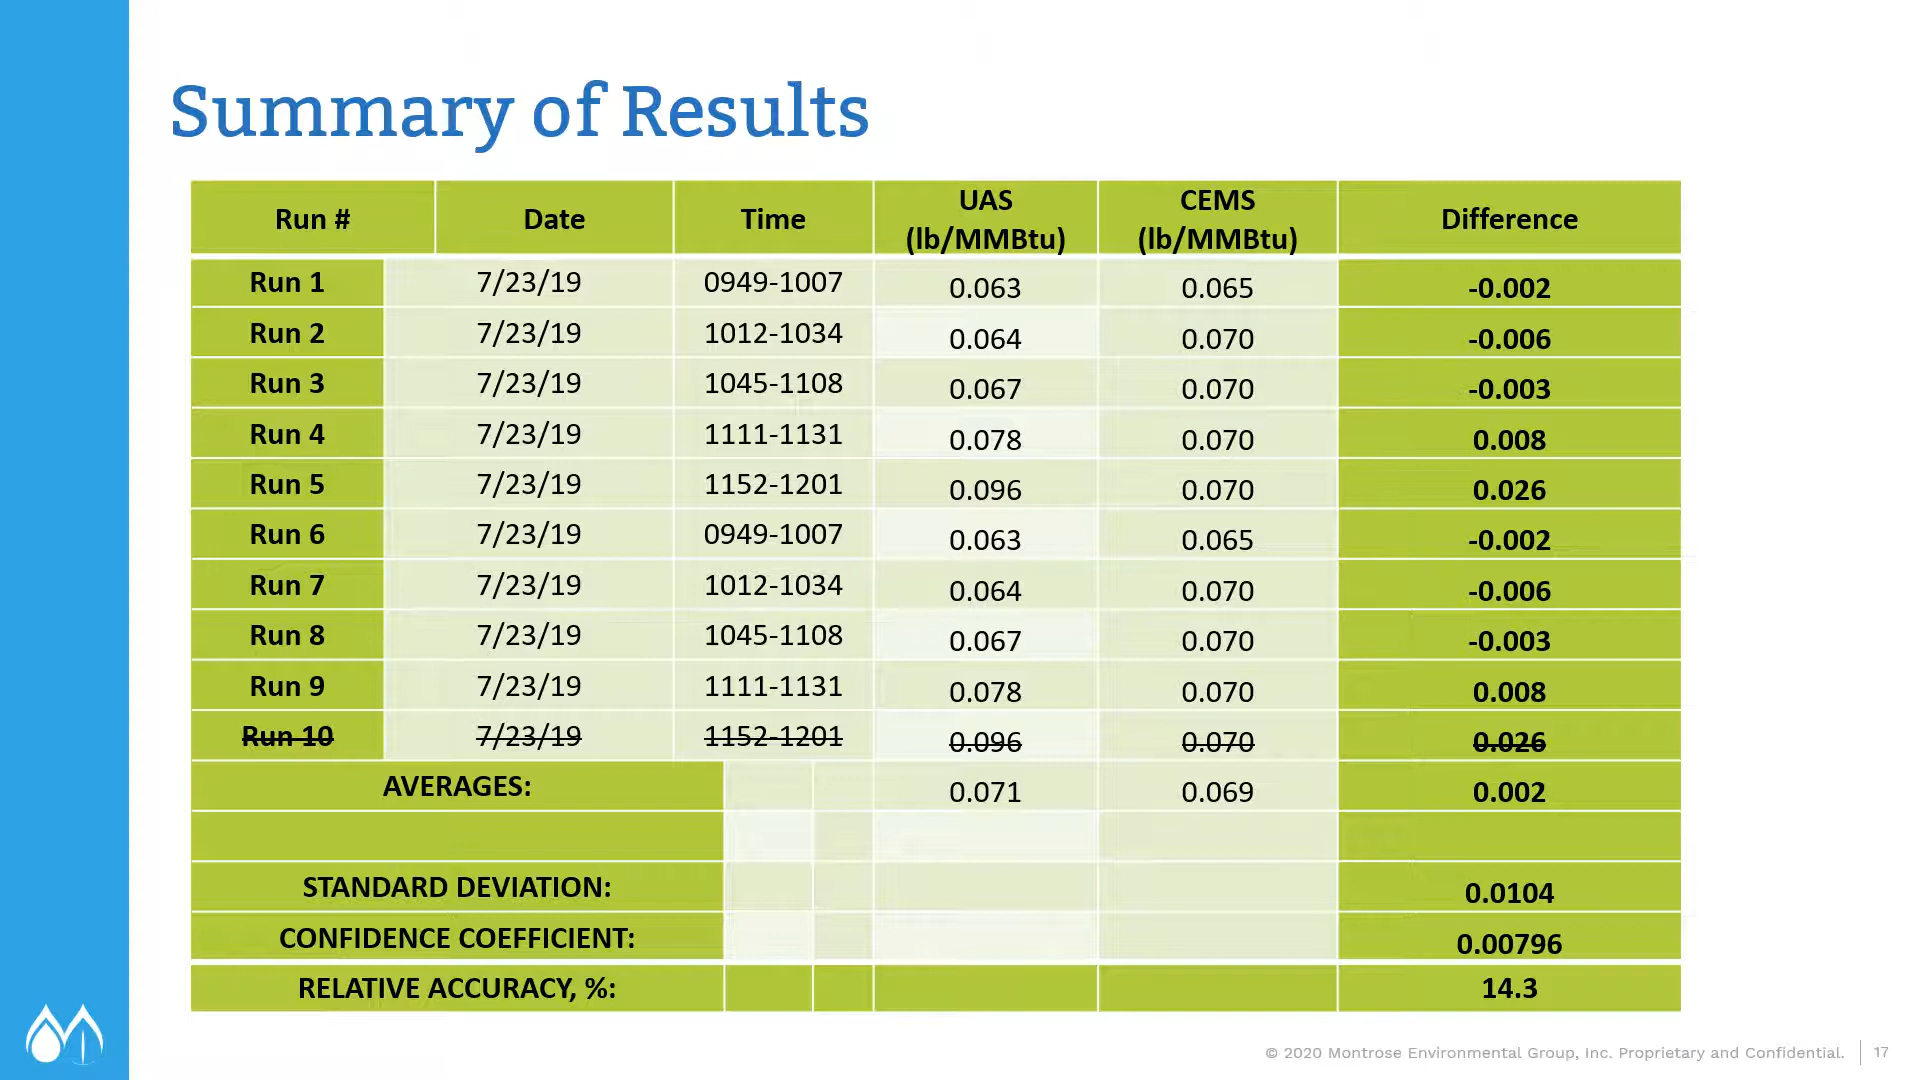 Summary of Results
Run # Date Time UAS (lb/MMBtu) CEMS (lb/MMBtu) Difference
Run 1 7/23/19 0949-1007 0.063 0.065 -0.002
Run 2 7/23/19 1012-1034 0.064 0.070 -0.006
Run 3 7/23/19 1045-1108 0.067 0.070 -0.003
Run 4 7/23/19 1111-1131 0.078 0.070 0.008
Run 5 7/23/19 1152-1201 0.096 0.070 0.026
Run 6 7/23/19 0949-1007 0.063 0.065 -0.002
Run 7 7/23/19 1012-1034 0.064 0.070 -0.006
Run 8 7/23/19 1045-1108 0.067 0.070 -0.003
Run 9 7/23/19 1111-1131 0.078 0.070 0.008
Run 10 7/23/19 1152-1201 0.096 0.070 0.026
AVERAGES: 0.071 0.069 0.002
STANDARD DEVIATION: 0.0104
CONFIDENCE COEFFICIENT: 0.00796
RELATIVE ACCURACY, %: 14.3
© 2020 Montrose Environmental Group, Inc. Proprietary and Confidential. 17